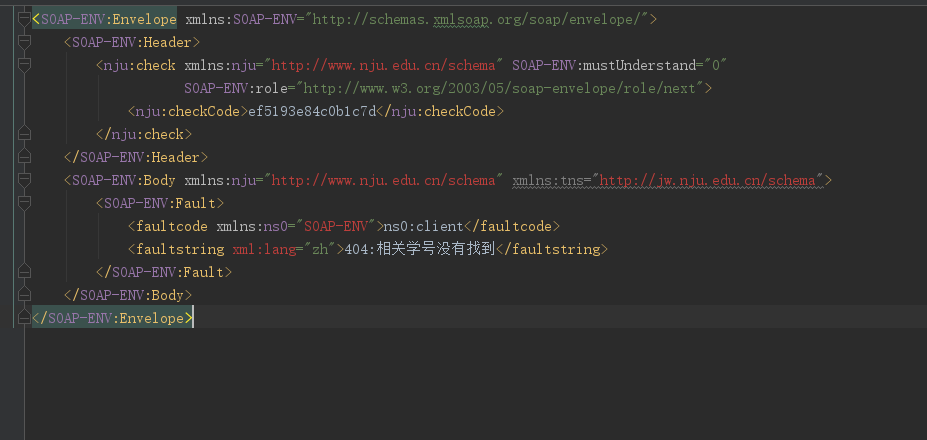 <SOAP-ENV:Envelope xmlns:SOAP-ENV="http://schemas.xmlsoap.org/soap/envelope/">
<SOAP-ENV:Header>
<nju:check xmlns:nju="http://www.nju.edu.cn/schema" SOAP-ENV:mustUnderstand="0"
SOAP-ENV:role="http://www.w3.org/2003/05/soap-envelope/role/next">
<nju:checkCode>ef5193e84c0b1c7d</nju:checkCode>
</nju:check>
</SOAP-ENV:Header>
<SOAP-ENV:Body xmlns:nju="http://www.nju.edu.cn/schema" xmlns:tns="http://jw.nju.edu.cn/schema">
<SOAP-ENV:Fault>
<faultcode xmlns:ns0="SOAP-ENV">ns0:client</faultcode>
<faultstring xml:lang="zh">404:相关学号没有找到</faultstring>
</SOAP-ENV:Fault>
</SOAP-ENV:Body>
</SOAP-ENV:Envelope>